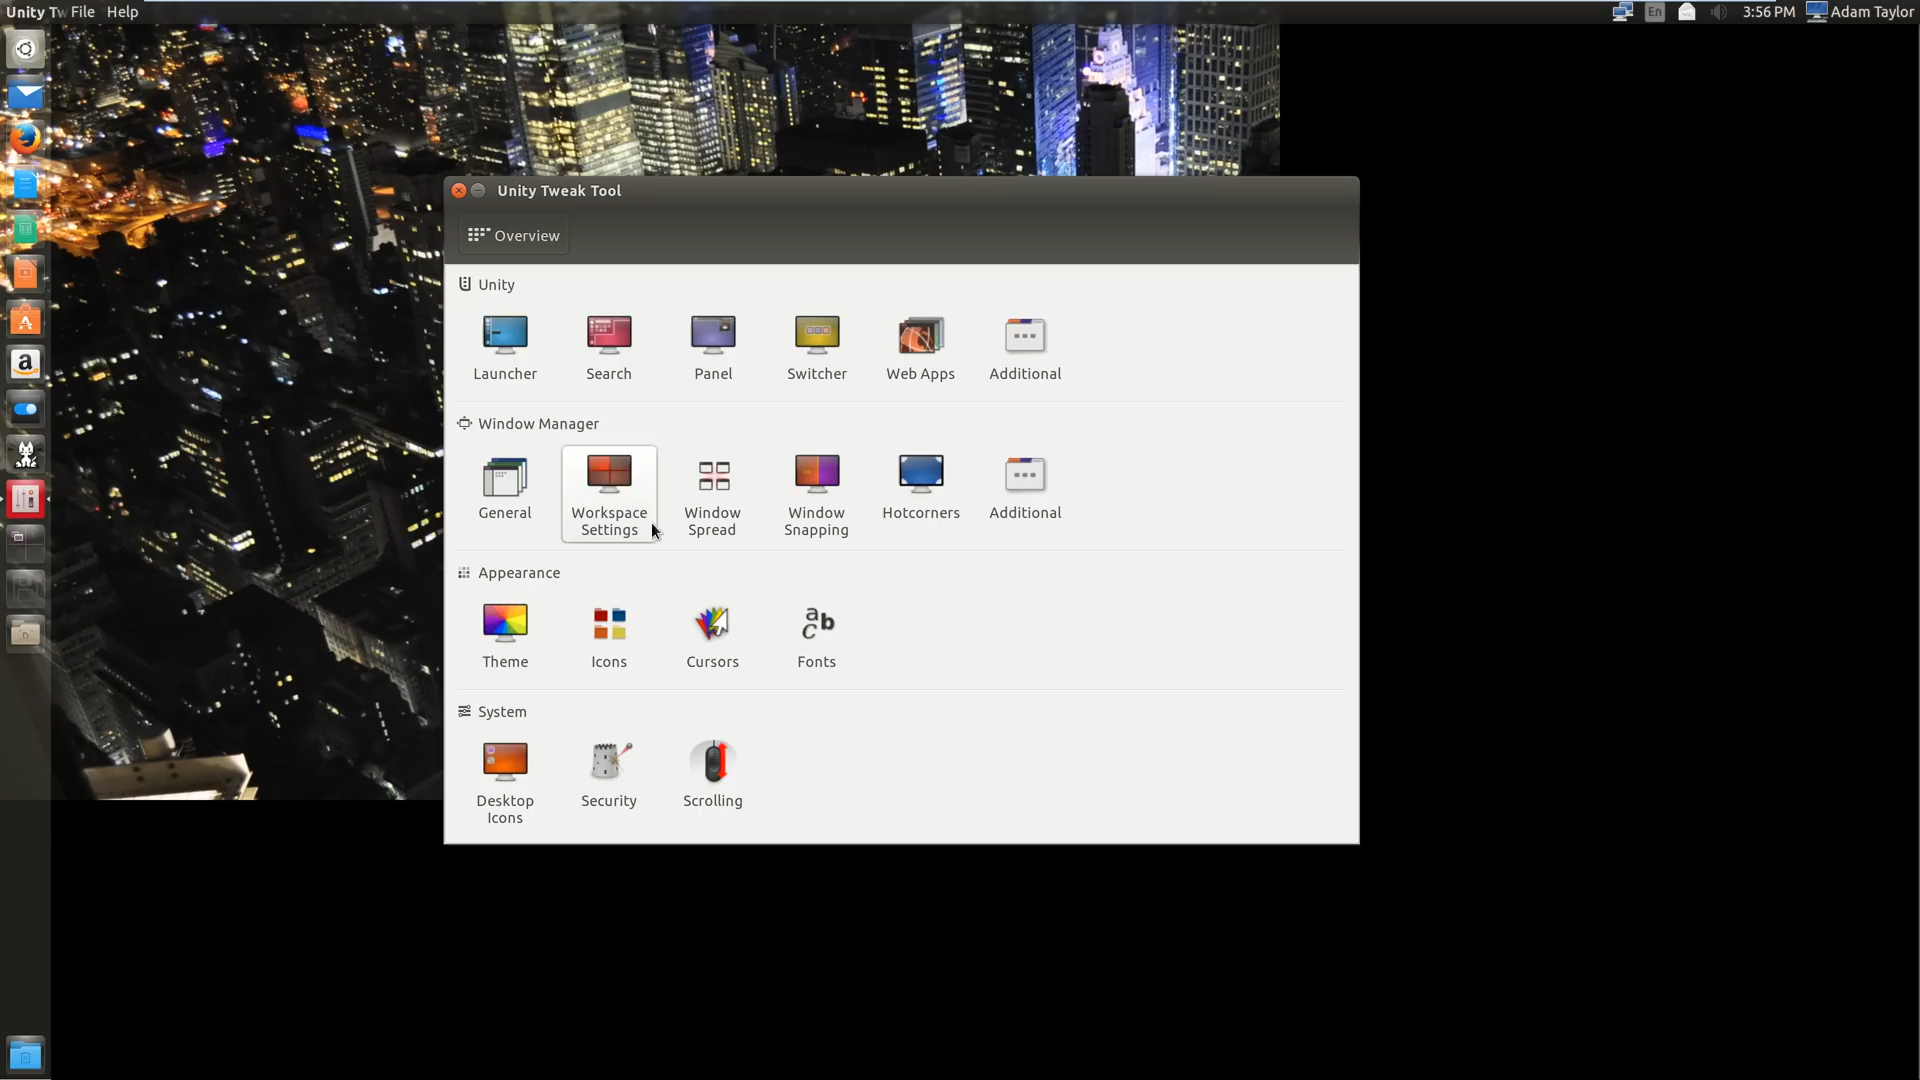 Unity Tw File Help
En 3:56 PM Adam Taylor
Unity Tweak Tool
Overview
Unity
Launcher Search Panel Switcher Web Apps Additional
Window Manager
General Workspace Settings Window Spread Window Snapping Hotcorners Additional
Appearance
Theme Icons Cursors Fonts
System
Desktop Icons Security Scrolling